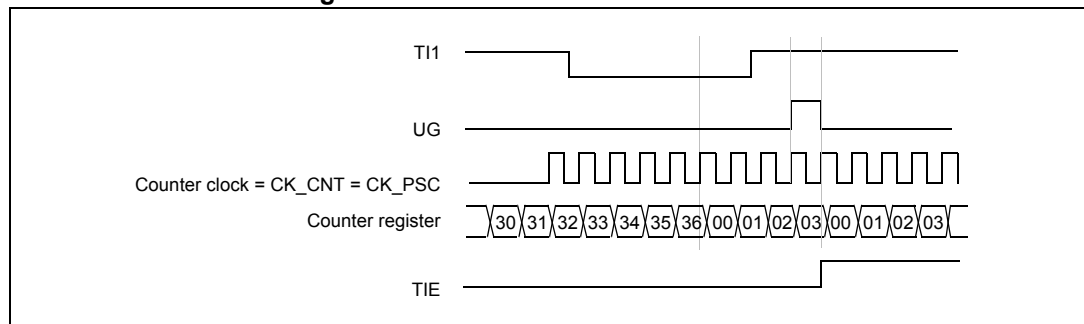 TI1
UG
Counter clock = CK_CNT = CK_PSC
Counter register 30 31 32 33 34 35 36 00 01 02 03 00 01 02 03
TIE